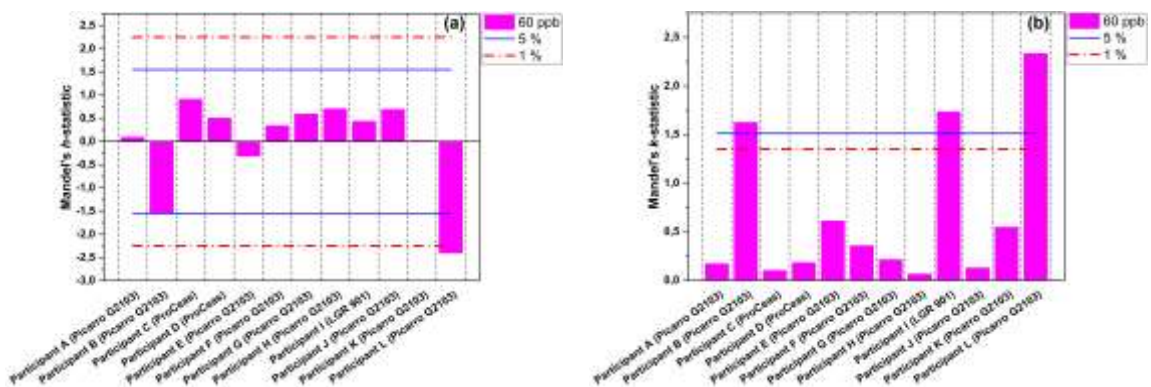 (a)
60 ppb
5 %
1 %
2,5
2,0
1,5
1,0
0,5
0,0
-0,5
-1,0
-1,5
-2,0
-2,5
-3,0
Mandel's h-statistic
Participant A (Picarro G2103)
Participant B (Picarro G2103)
Participant C (ProCeas)
Participant D (ProCeas)
Participant E (Picarro G2103)
Participant F (Picarro G2103)
Participant G (Picarro G2103)
Participant H (Picarro G2103)
Participant I (LGR 901)
Participant J (Picarro G2103)
Participant K (Picarro G2103)
Participant L (Picarro G2103)
(b)
60 ppb
5 %
1 %
2,5
2,0
1,5
1,0
0,5
0,0
Mandel's k-statistic
Participant A (Picarro G2103)
Participant B (Picarro G2103)
Participant C (ProCeas)
Participant D (ProCeas)
Participant E (Picarro G2103)
Participant F (Picarro G2103)
Participant G (Picarro G2103)
Participant H (Picarro G2103)
Participant I (LGR 901)
Participant J (Picarro G2103)
Participant K (Picarro G2103)
Participant L (Picarro G2103)